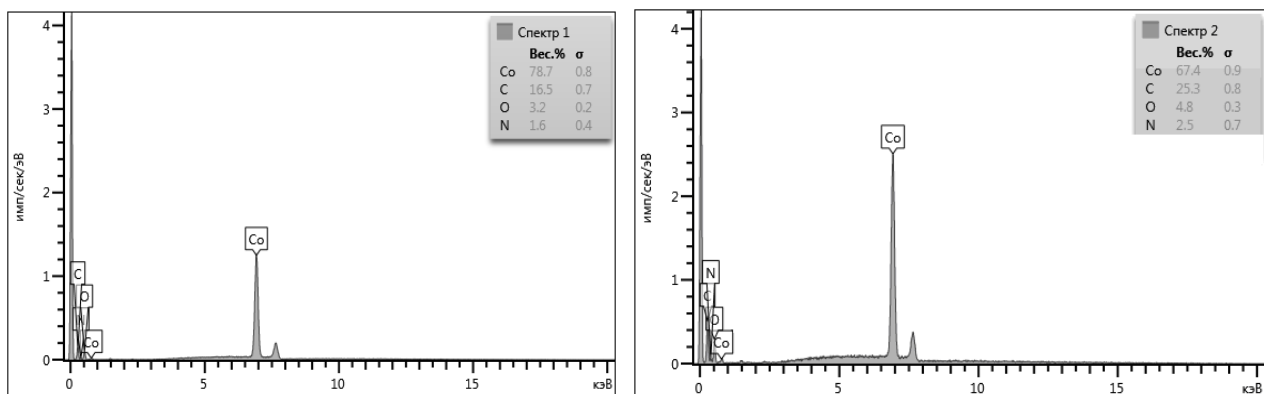 Спектр 1
Вес.% σ
Co 78.7 0.8
C 16.5 0.7
O 3.2 0.2
N 1.6 0.4
имп/сек/эВ
4
3
2
1
0
Co
C
O
N
Co
0 5 10 15 кэВ
Спектр 2
Вес.% σ
Co 67.4 0.9
C 25.3 0.8
O 4.8 0.3
N 2.5 0.7
имп/сек/эВ
4
3
2
1
0
Co
N
C
O
Co
0 5 10 15 кэВ